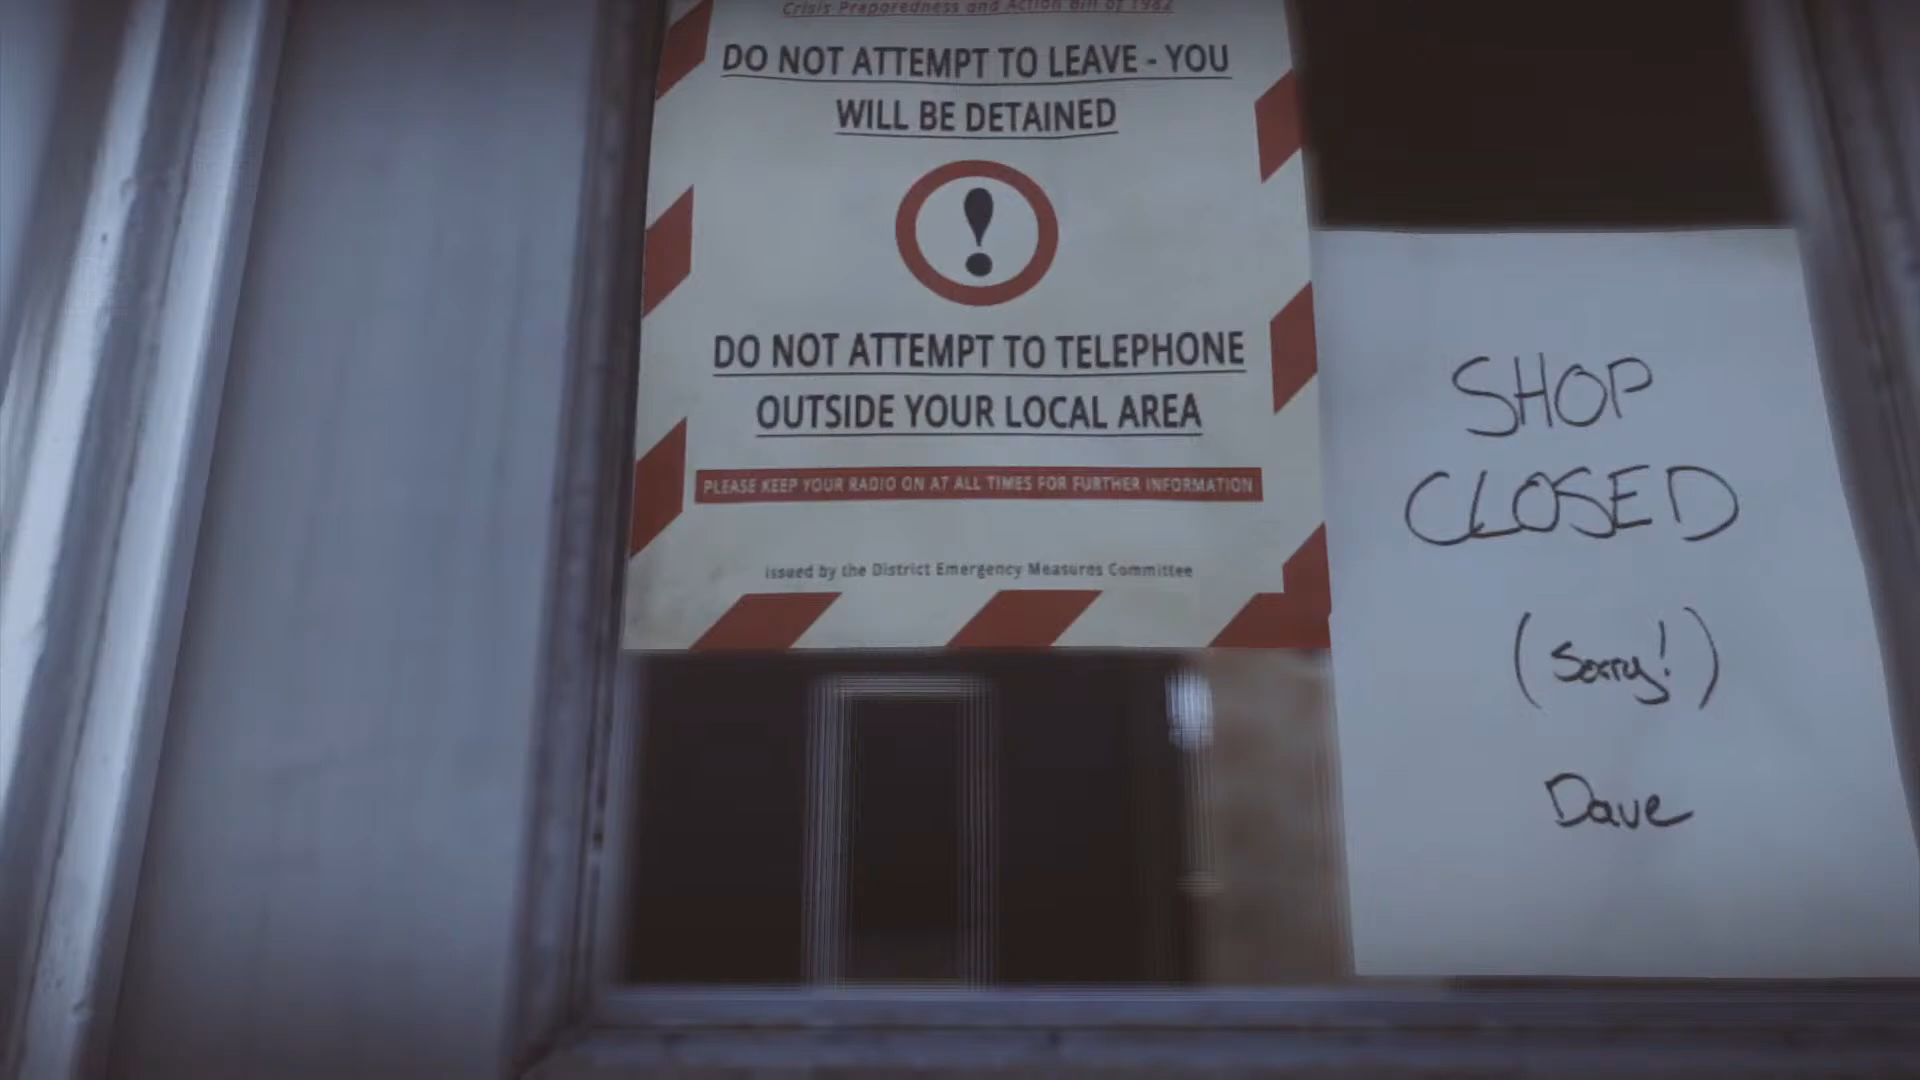 Crisis Preparedness and Action Bill of 1982
DO NOT ATTEMPT TO LEAVE - YOU
WILL BE DETAINED
!
DO NOT ATTEMPT TO TELEPHONE
OUTSIDE YOUR LOCAL AREA
PLEASE KEEP YOUR RADIO ON AT ALL TIMES FOR FURTHER INFORMATION
Issued by the District Emergency Measures Committee
SHOP
CLOSED
(Sorry!)
Dave